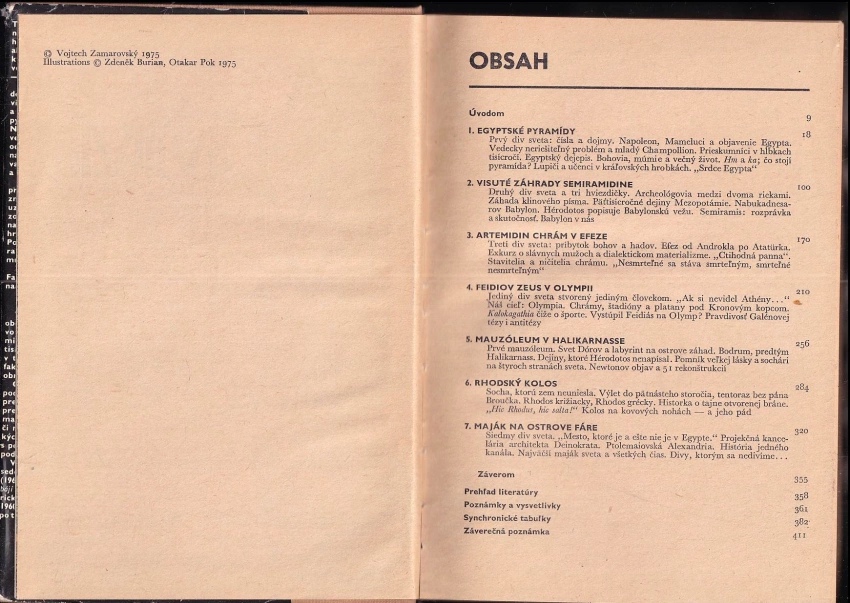 © Vojtech Zamarovský 1975
Illustrations © Zdeněk Burian, Otakar Pok 1975
OBSAH
Úvodom 9
1. EGYPTSKÉ PYRAMÍDY 18
Prvý div sveta: čísla a dojmy. Napoleon, Mameluci a objavenie Egypta.
Vedecky neriešiteľný problém a mladý Champollion. Prieskumníci v hĺbkach
tisícročí. Egyptský dejepis. Bohovia, múmie a večný život. Hm a ka; čo stojí
pyramída? Lupiči a učenci v kráľovských hrobkách. „Srdce Egypta“
2. VISUTÉ ZÁHRADY SEMIRAMIDINE 100
Druhý div sveta a tri hviezdičky. Archeológovia medzi dvoma riekami.
Záhada klinového písma. Päťtisícročné dejiny Mezopotámie. Nabukadnesa-
rov Babylon. Hérodotos popisuje Babylonskú vežu. Semiramis: rozprávka
a skutočnosť. Babylon v nás
3. ARTEMIDIN CHRÁM V EFEZE 170
Tretí div sveta: príbytok bohov a hadov. Efez od Androkla po Atatürka.
Exkurz o slávnych mužoch a dialektickom materializme. „Ctihodná panna“.
Stavitelia a ničitelia chrámu. „Nesmrteľné sa stáva smrteľným, smrteľné
nesmrteľným“
4. FEIDIOV ZEUS V OLYMPII 210
Jediný div sveta stvorený jediným človekom. „Ak si nevidel Athény...“
Náš cieľ: Olympia. Chrámy, štadióny a platany pod Kronovým kopcom.
Kalokagathia čiže o športe. Vystúpil Feidiás na Olymp? Pravdivosť Galénovej
tézy i antitézy
5. MAUZÓLEUM V HALIKARNASSE 256
Prvé mauzóleum. Svet Dórov a labyrint na ostrove záhad. Bodrum, predtým
Halikarnass. Dejiny, ktoré Hérodotos nenapísal. Pomník veľkej lásky a sochári
na štyroch stranách sveta. Newtonov objav a 51 rekonštrukcií
6. RHODSKÝ KOLOS 284
Socha, ktorú zem neuniesla. Výlet do pätnásteho storočia, tentoraz bez pána
Broučka. Rhodos križiacky, Rhodos grécky. Historka o tajne otvorenej bráne.
„Hic Rhodus, hic salta!“ Kolos na kovových nohách — a jeho pád
7. MAJÁK NA OSTROVE FÁRE 320
Siedmy div sveta. „Mesto, ktoré je a ešte nie je v Egypte.“ Projekčná kance-
lária architekta Deinokrata. Ptolemaiovská Alexandria. História jedného
kanála. Najväčší maják sveta a všetkých čias. Divy, ktorým sa nedivíme...
Záverom 355
Prehľad literatúry 358
Poznámky a vysvetlivky 361
Synchronické tabuľky 382
Záverečná poznámka 411